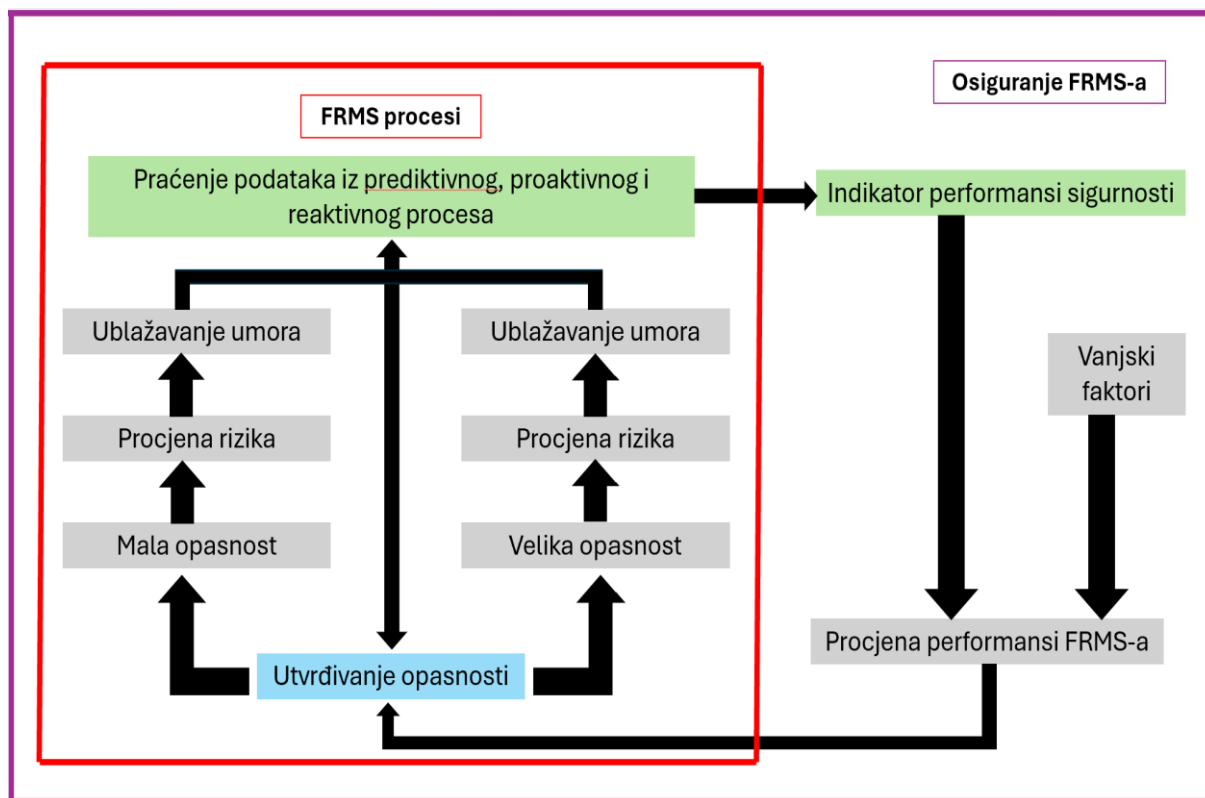 Osiguranje FRMS-a
FRMS procesi
Praćenje podataka iz prediktivnog, proaktivnog i
reaktivnog procesa
Indikator performansi sigurnosti
Ublažavanje umora
Ublažavanje umora
Vanjski
faktori
Procjena rizika
Procjena rizika
Mala opasnost
Velika opasnost
Procjena performansi FRMS-a
Utvrđivanje opasnosti